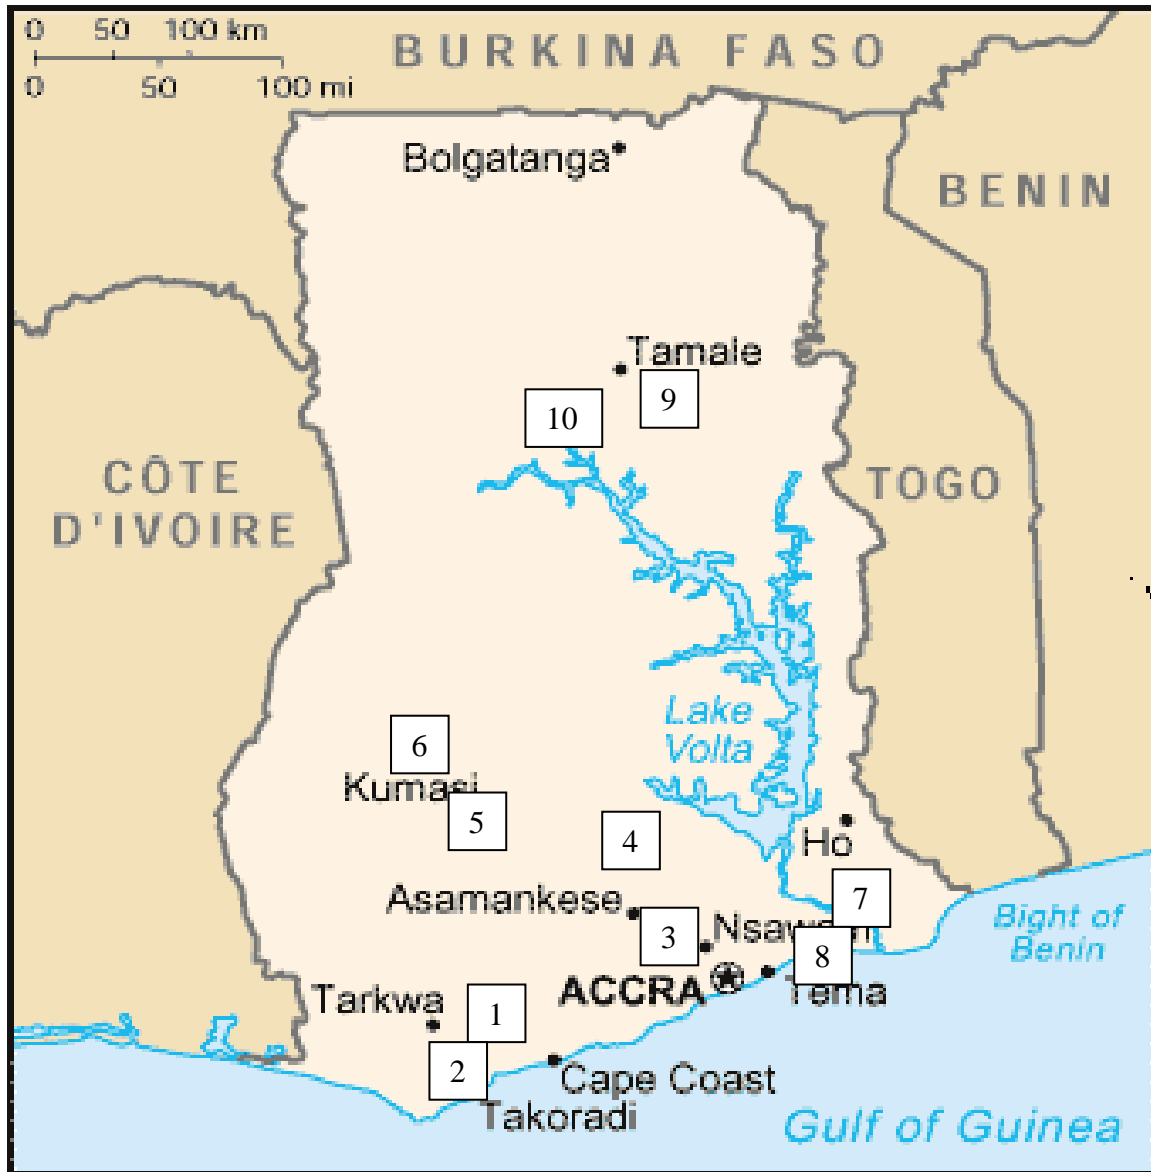 0 50 100 km
0 50 100 mi
BURKINA FASO
Bolgatanga
BENIN
Tamale
9
10
CÔTE
D'IVOIRE
TOGO
Lake
Volta
6
Kumasi
5
4
Ho
Asamankese
7
3
Nsawam
8
Bight of
Benin
ACCRA
Tema
Tarkwa
1
2
Cape Coast
Takoradi
Gulf of Guinea